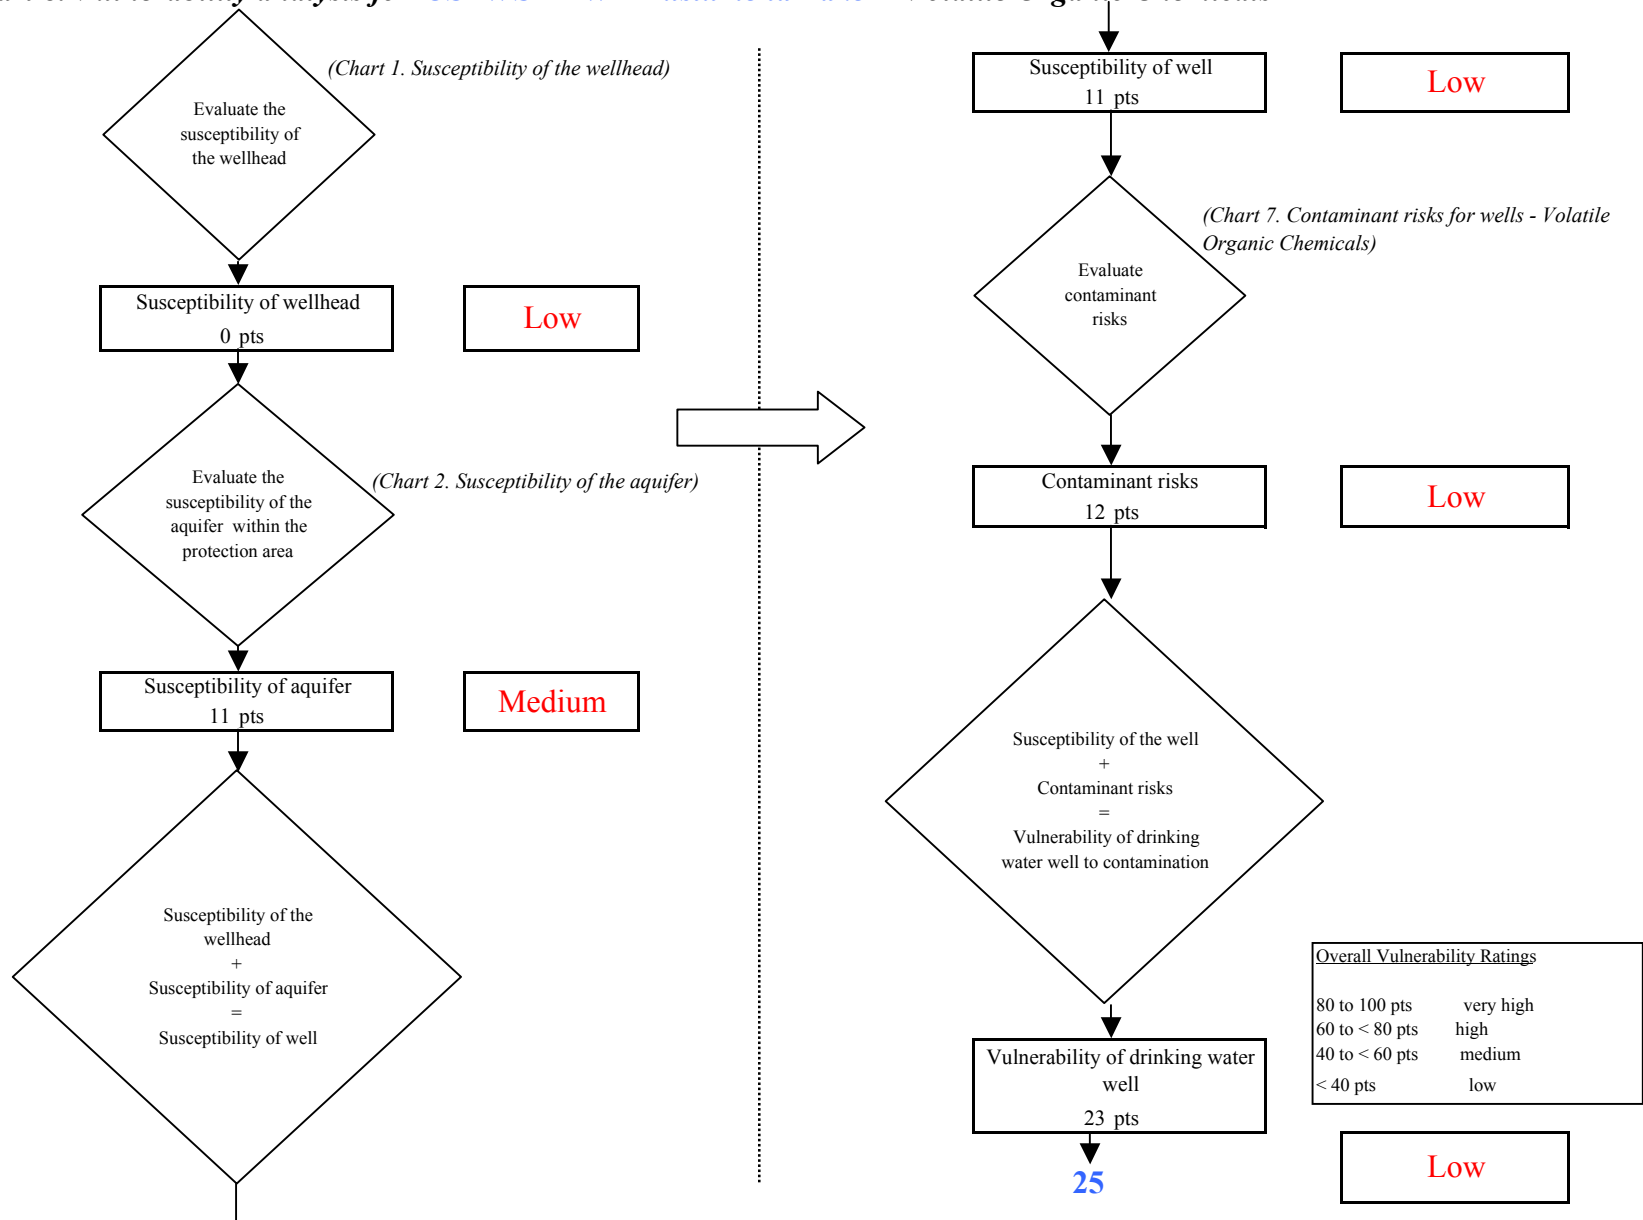 analysis for
Organic Chemicals
(Chart 1. Susceptibility of the wellhead)
Evaluate the
susceptibility of
the wellhead
Susceptibility of wellhead
0 pts
Low
Evaluate the
susceptibility of the
aquifer within the
protection area
(Chart 2. Susceptibility of the aquifer)
Susceptibility of aquifer
11 pts
Medium
Susceptibility of the
wellhead
+
Susceptibility of aquifer
=
Susceptibility of well
Susceptibility of well
11 pts
Low
(Chart 7. Contaminant risks for wells - Volatile
Organic Chemicals)
Evaluate
contaminant
risks
Contaminant risks
12 pts
Low
Susceptibility of the well
+
Contaminant risks
=
Vulnerability of drinking
water well to contamination
Overall Vulnerability Ratings
80 to 100 pts very high
60 to < 80 pts high
40 to < 60 pts medium
< 40 pts low
Vulnerability of drinking water
well
23 pts
25
Low